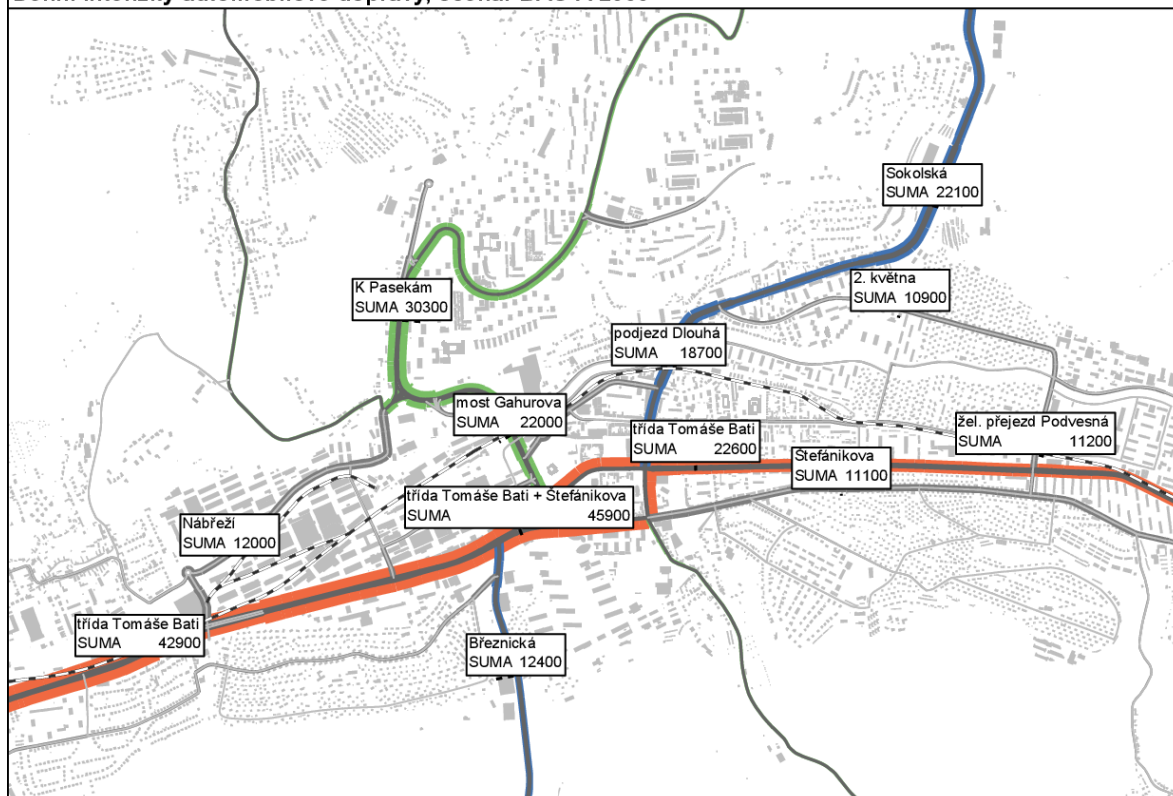 Sokolská
SUMA 22100
2. května
SUMA 10900
K Pasekám
SUMA 30300
podjezd Dlouhá
SUMA 18700
most Gahurova
SUMA 22000
třída Tomáše Bati
SUMA 22600
žel. přejezd Podvesná
SUMA 11200
Štefánikova
SUMA 11100
třída Tomáše Bati + Štefánikova
SUMA 45900
Nábřeží
SUMA 12000
třída Tomáše Bati
SUMA 42900
Březnická
SUMA 12400